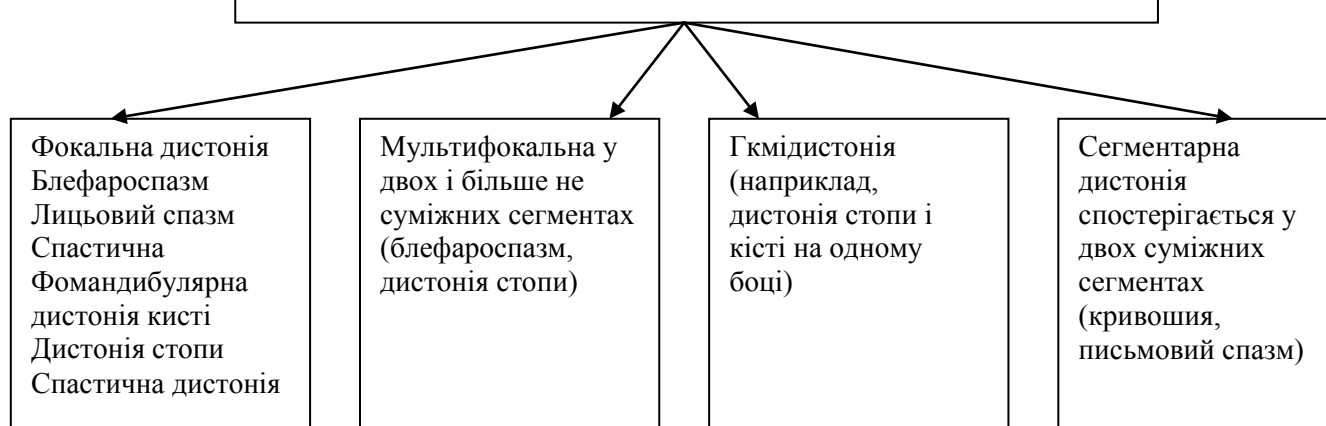 Фокальна дистонія
Блефароспазм
Лицьовий спазм
Спастична
Фомандибулярна
дистонія кисті
Дистонія стопи
Спастична дистонія
Мультифокальна у
двох і більше не
суміжних сегментах
(блефароспазм,
дистонія стопи)
Гкмідистонія
(наприклад,
дистонія стопи і
кісті на одному
боці)
Сегментарна
дистонія
спостерігається у
двох суміжних
сегментах
(кривошия,
письмовий спазм)